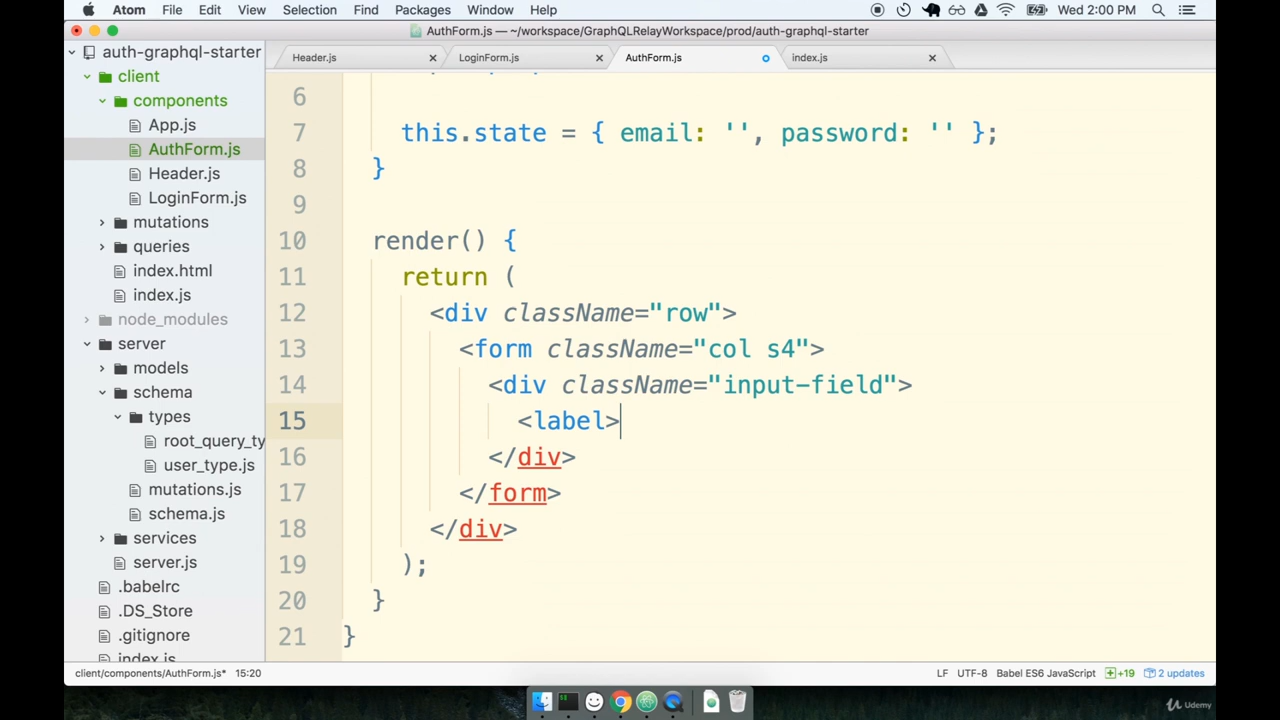 Atom File Edit View Selection Find Packages Window Help Wed 2:00 PM
AuthForm.js — ~/workspace/GraphQLRelayWorkspace/prod/auth-graphql-starter
auth-graphql-starter
client
components
App.js
AuthForm.js
Header.js
LoginForm.js
mutations
queries
index.html
index.js
node_modules
server
models
schema
types
root_query_ty
user_type.js
mutations.js
schema.js
services
server.js
.babelrc
.DS_Store
.gitignore
index.js
Header.js LoginForm.js AuthForm.js index.js
6
7 this.state = { email: '', password: '' };
8 }
9
10 render() {
11 return (
12 <div className="row">
13 <form className="col s4">
14 <div className="input-field">
15 <label>
16 </div>
17 </form>
18 </div>
19 );
20 }
21 }
client/components/AuthForm.js* 15:20 LF UTF-8 Babel ES6 JavaScript +19 2 updates
Udemy